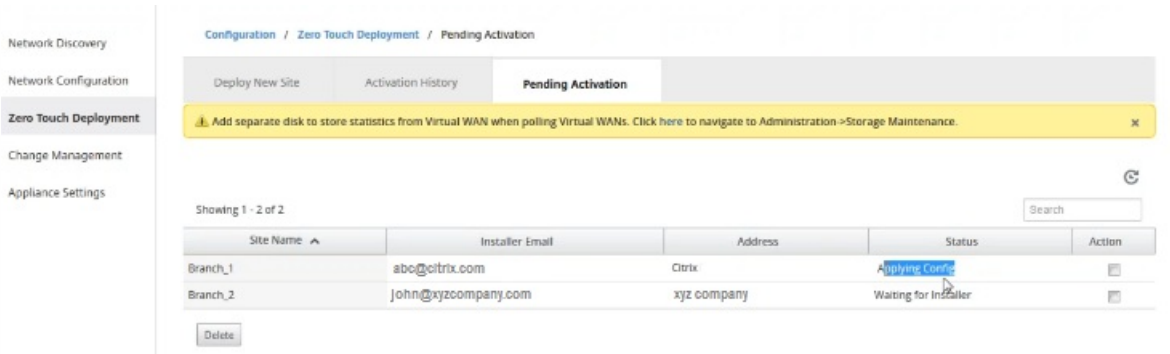 Network Discovery
Network Configuration
Zero Touch Deployment
Change Management
Appliance Settings
Configuration / Zero Touch Deployment / Pending Activation
Deploy New Site Activation History Pending Activation
Add separate disk to store statistics from Virtual WAN when polling Virtual WANs. Click here to navigate to Administration->Storage Maintenance. ×
Showing 1 - 2 of 2
Search
Site Name Installer Email Address Status Action
Branch_1 abc@citrix.com Citrix Applying Config
Branch_2 john@xyzcompany.com xyz company Waiting for Installer
Delete